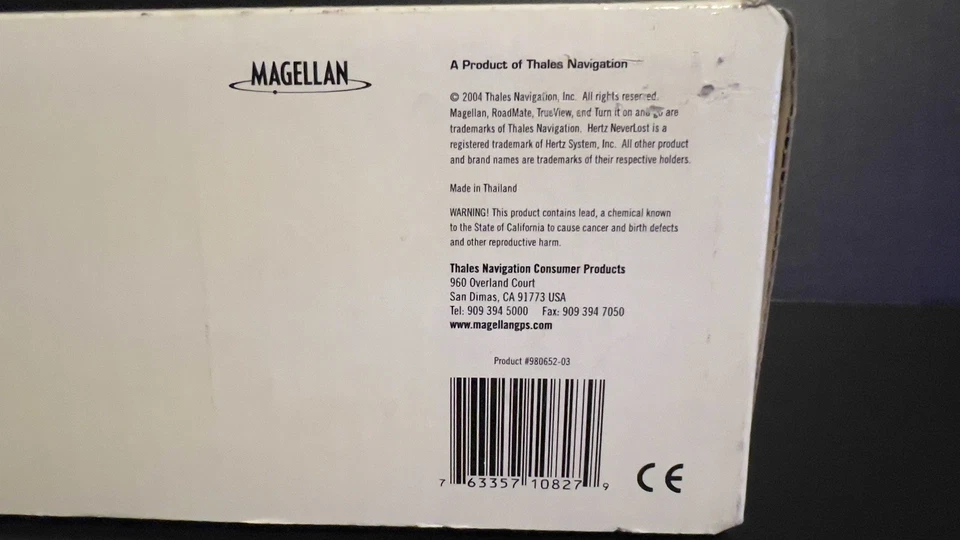 MAGELLAN
A Product of Thales Navigation
© 2004 Thales Navigation, Inc. All rights reserved.
Magellan, RoadMate, TrueView, and Turn it on and go are
trademarks of Thales Navigation. Hertz NeverLost is a
registered trademark of Hertz System, Inc. All other product
and brand names are trademarks of their respective holders.
Made in Thailand
WARNING! This product contains lead, a chemical known
to the State of California to cause cancer and birth defects
and other reproductive harm.
Thales Navigation Consumer Products
960 Overland Court
San Dimas, CA 91773 USA
Tel: 909 394 5000 Fax: 909 394 7050
www.magellangps.com
Product #980652-03
7 63357 10827 9
CE